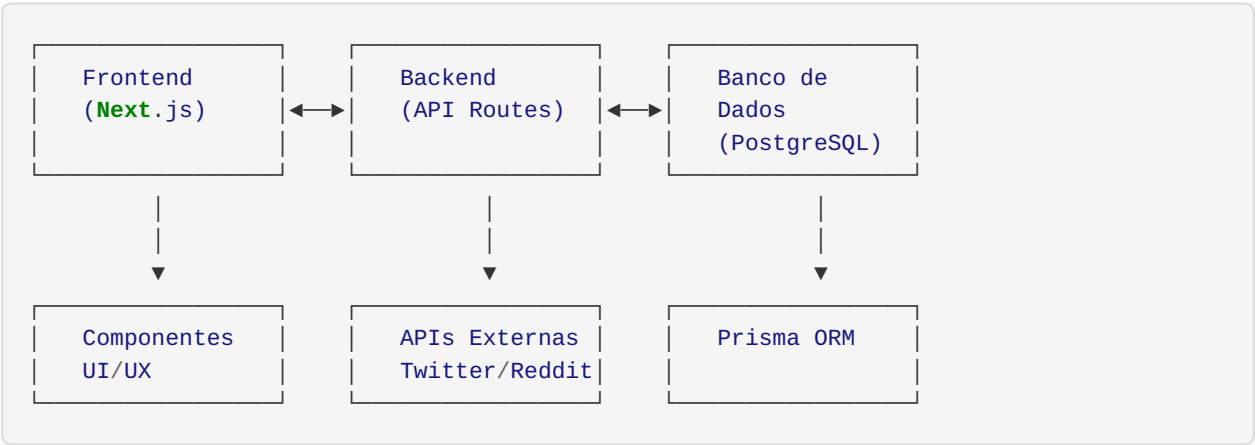 Frontend
(Next.js)
Backend
(API Routes)
Banco de
Dados
(PostgreSQL)
Componentes
UI/UX
APIs Externas
Twitter/Reddit
Prisma ORM